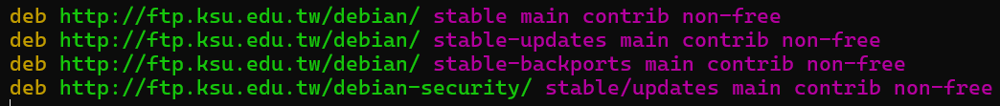 deb http://ftp.ksu.edu.tw/debian/ stable main contrib non-free
deb http://ftp.ksu.edu.tw/debian/ stable-updates main contrib non-free
deb http://ftp.ksu.edu.tw/debian/ stable-backports main contrib non-free
deb http://ftp.ksu.edu.tw/debian-security/ stable/updates main contrib non-free